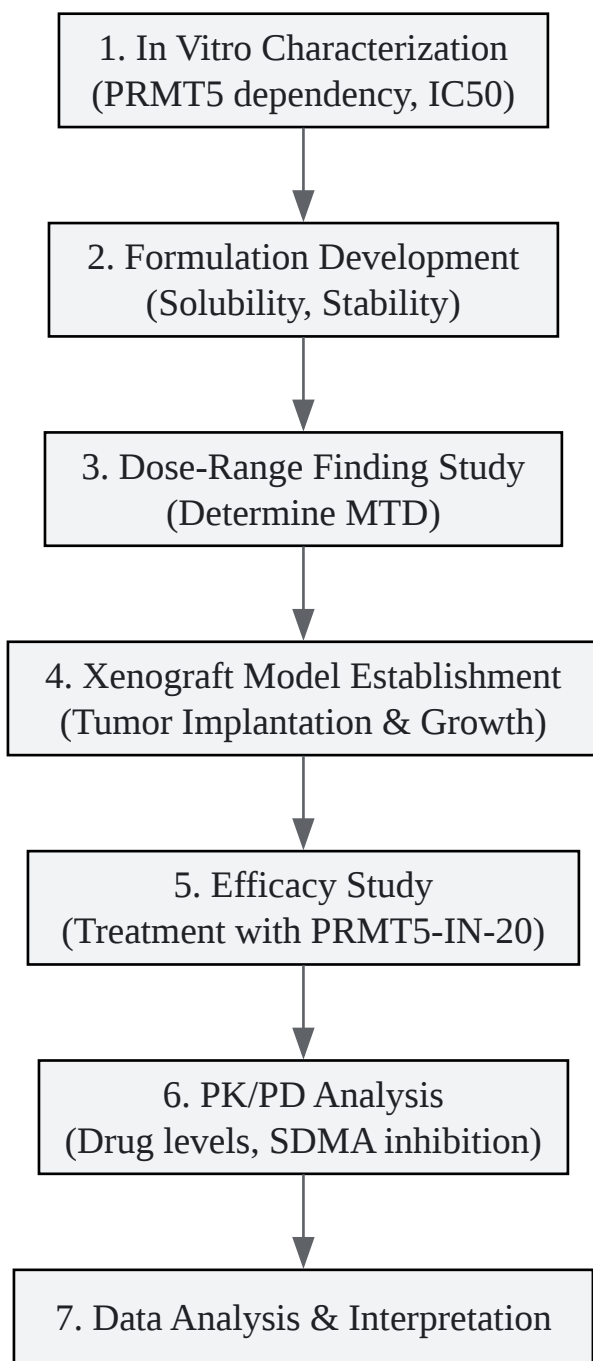 1. In Vitro Characterization
(PRMT5 dependency, IC50)
2. Formulation Development
(Solubility, Stability)
3. Dose-Range Finding Study
(Determine MTD)
4. Xenograft Model Establishment
(Tumor Implantation & Growth)
5. Efficacy Study
(Treatment with PRMT5-IN-20)
6. PK/PD Analysis
(Drug levels, SDMA inhibition)
7. Data Analysis & Interpretation